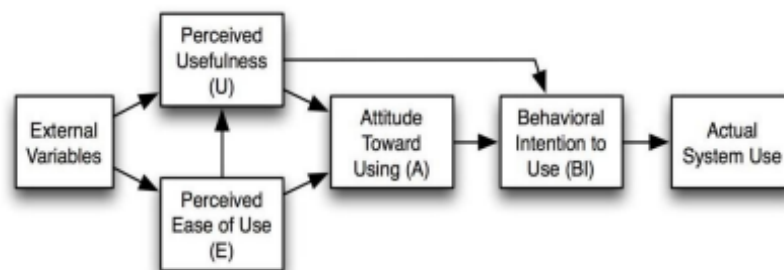 Perceived
Usefulness
(U)
External
Variables
Perceived
Ease of Use
(E)
Attitude
Toward
Using (A)
Behavioral
Intention to
Use (BI)
Actual
System Use